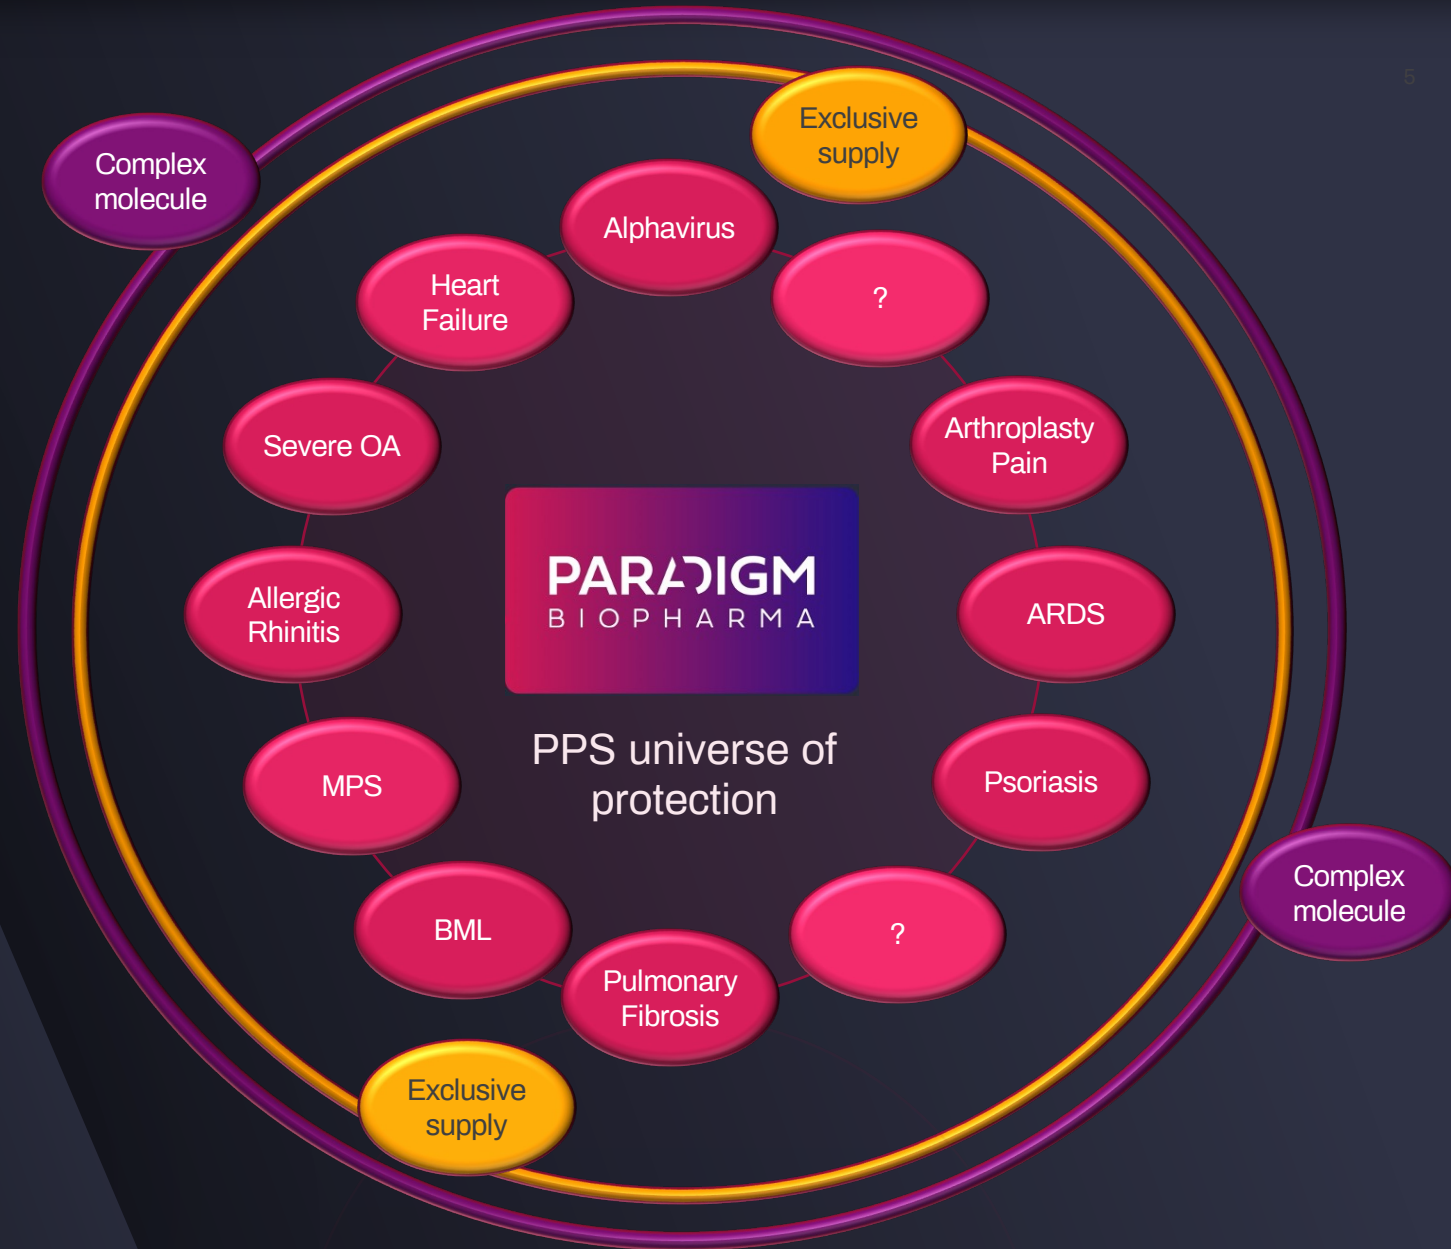 5
Exclusive
supply
Complex
molecule
Alphavirus
Heart
Failure
?
Arthroplasty
Pain
Severe OA
PARADIGM
BIOPHARMA
Allergic
Rhinitis
ARDS
PPS universe of
protection
MPS
Psoriasis
Complex
molecule
BML
?
Pulmonary
Fibrosis
Exclusive
supply